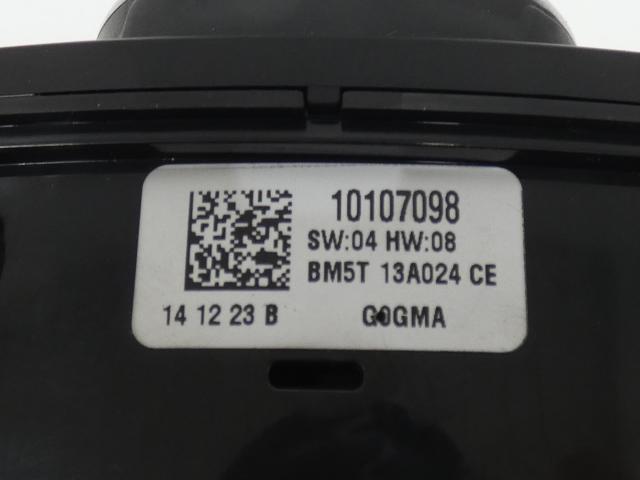 10107098
SW:04 HW:08
BM5T 13A024 CE
14 12 23 B
G0GMA